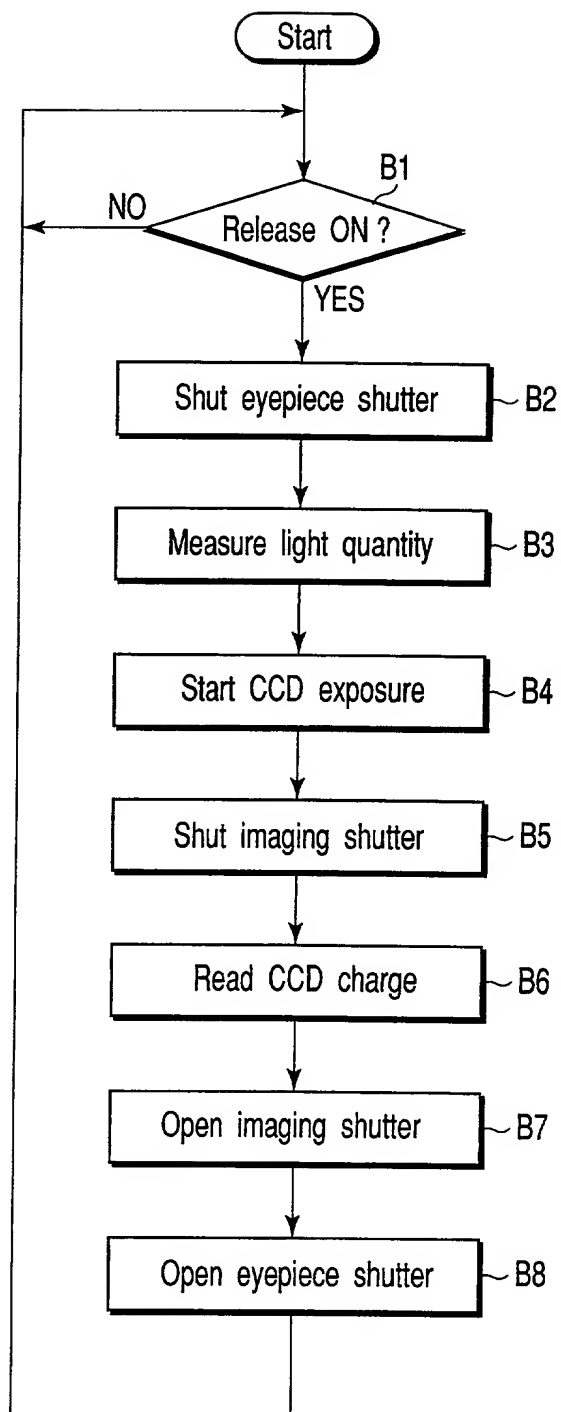 Start
B1
NO
Release ON ?
YES
Shut eyepiece shutter
B2
Measure light quantity
B3
Start CCD exposure
B4
Shut imaging shutter
B5
Read CCD charge
B6
Open imaging shutter
B7
Open eyepiece shutter
B8